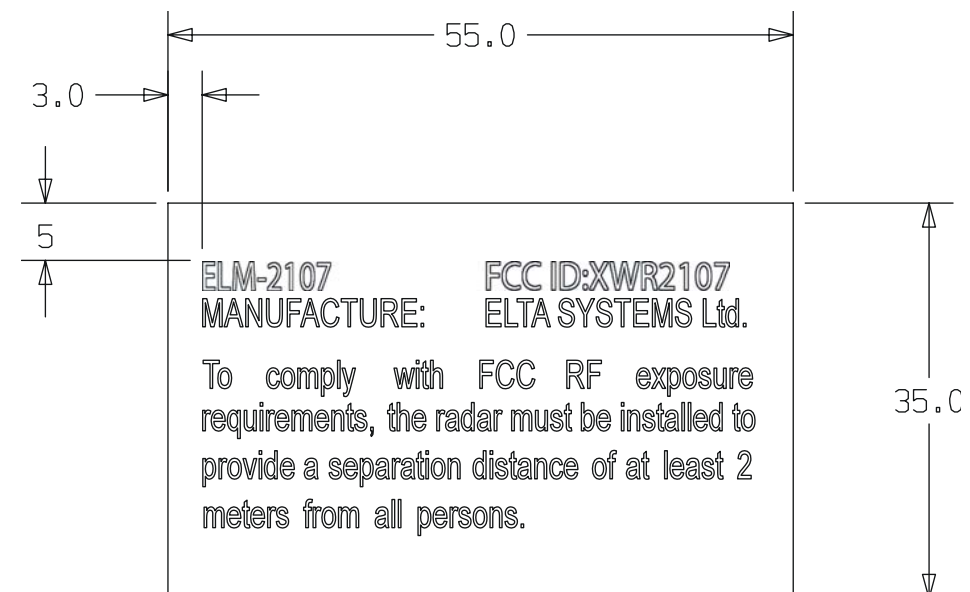 55.0
3.0
5
ELM-2107 FCC ID:XWR2107
MANUFACTURE: ELTA SYSTEMS Ltd.
To comply with FCC RF exposure
requirements, the radar must be installed to
provide a separation distance of at least 2
meters from all persons.
35.0